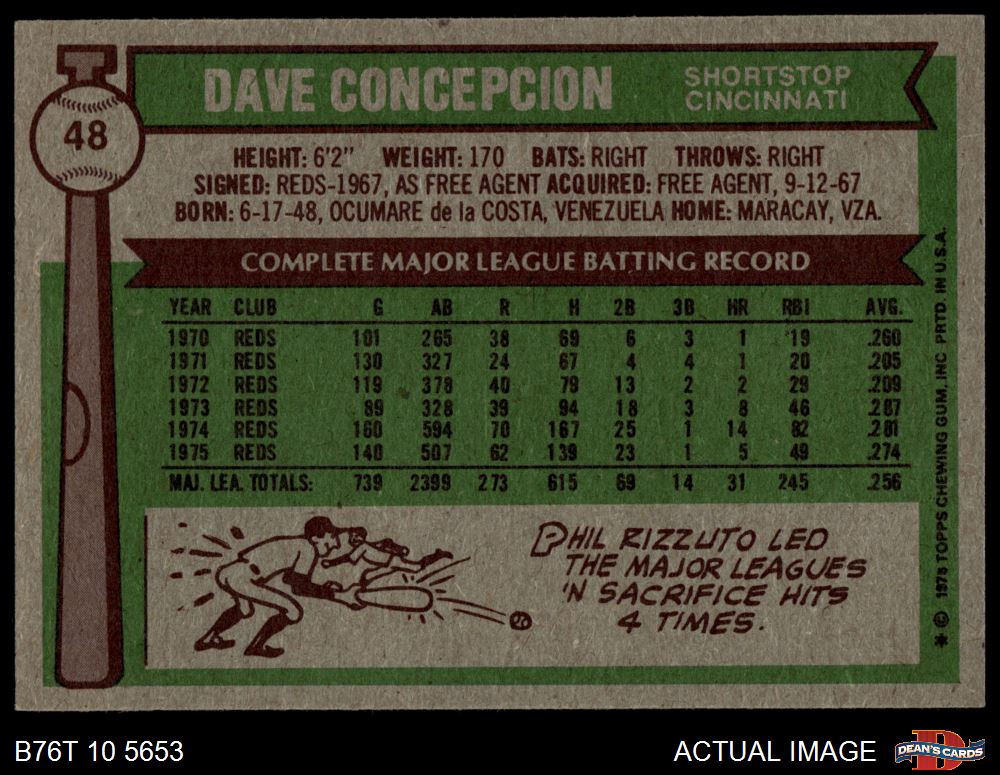 48
DAVE CONCEPCION
SHORTSTOP
CINCINNATI
HEIGHT: 6'2" WEIGHT: 170 BATS: RIGHT THROWS: RIGHT
SIGNED: REDS-1967, AS FREE AGENT ACQUIRED: FREE AGENT, 9-12-67
BORN: 6-17-48, OCUMARE de la COSTA, VENEZUELA HOME: MARACAY, VZA.
COMPLETE MAJOR LEAGUE BATTING RECORD
YEAR CLUB G AB R H 2B 3B HR RBI AVG.
1970 REDS 101 265 38 69 6 3 1 19 .260
1971 REDS 130 327 24 67 4 4 1 20 .205
1972 REDS 119 378 40 79 13 2 2 29 .209
1973 REDS 89 328 39 94 18 3 8 46 .287
1974 REDS 160 594 70 167 25 1 14 82 .281
1975 REDS 140 507 62 139 23 1 5 49 .274
MAJ. LEA. TOTALS: 739 2399 273 615 69 14 31 245 .256
PHIL RIZZUTO LED
THE MAJOR LEAGUES
'N SACRIFICE HITS
4 TIMES.
* © 1975 TOPPS CHEWING GUM, INC PRTD. IN U.S.A.
B76T 10 5653
ACTUAL IMAGE
D
DEAN'S CARDS